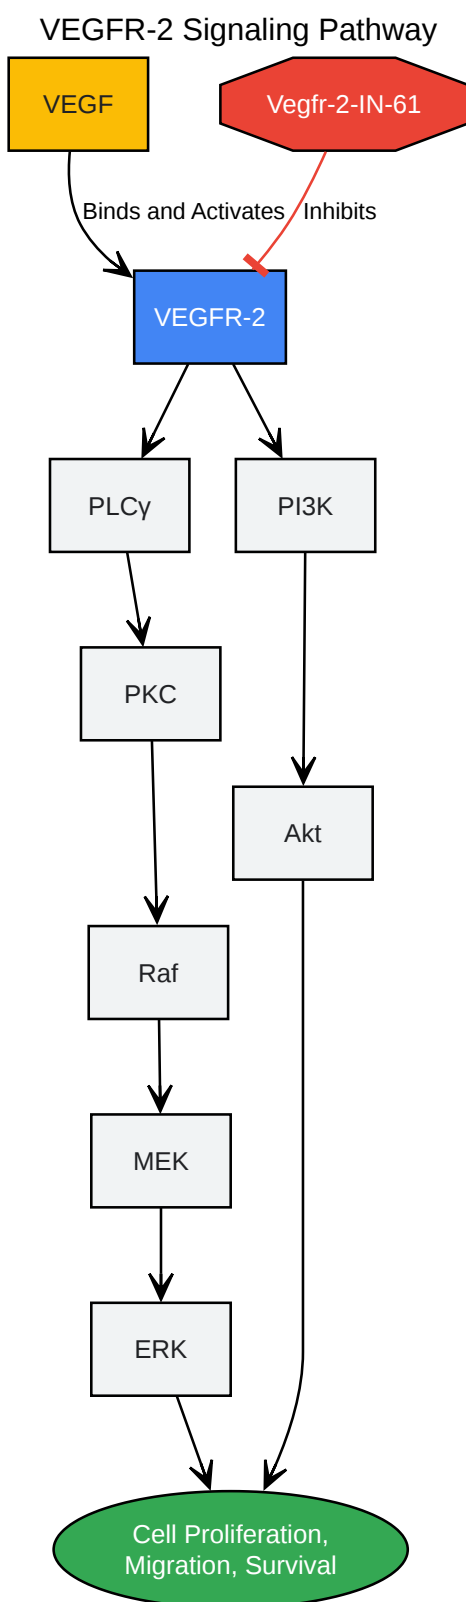 VEGFR-2 Signaling Pathway
VEGF
Vegfr-2-IN-61
Binds and Activates
Inhibits
VEGFR-2
PLCγ
PI3K
PKC
Akt
Raf
MEK
ERK
Cell Proliferation,
Migration, Survival